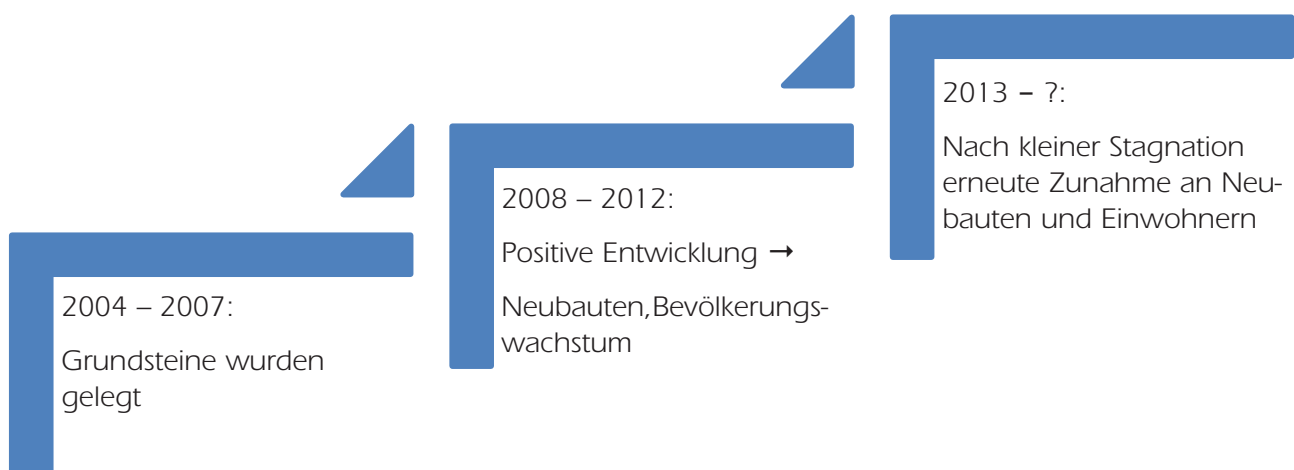 2004 – 2007:
Grundsteine wurden
gelegt
2008 – 2012:
Positive Entwicklung ➞
Neubauten,Bevölkerungs-
wachstum
2013 – ?:
Nach kleiner Stagnation
erneute Zunahme an Neu-
bauten und Einwohnern